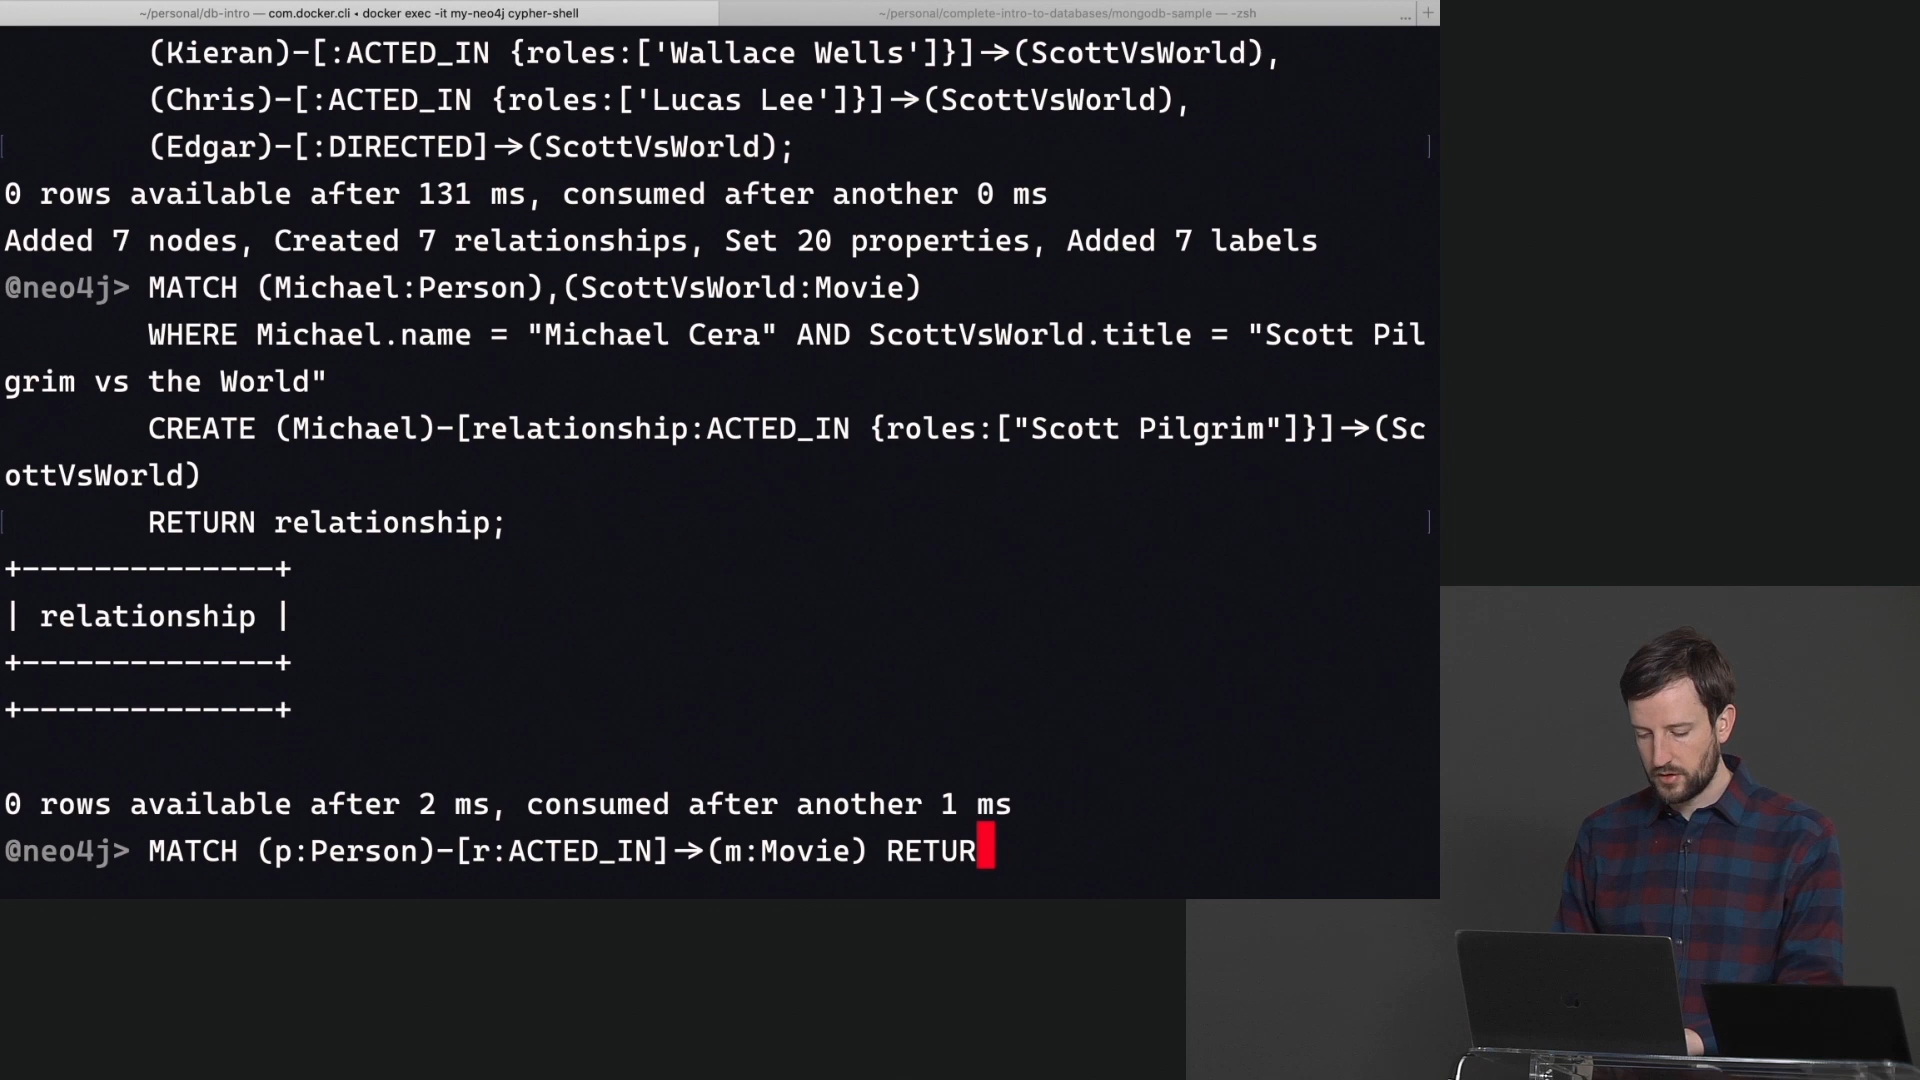 ~/personal/db-intro — com.docker.cli • docker exec -it my-neo4j cypher-shell
~/personal/complete-intro-to-databases/mongodb-sample — -zsh
... +
(Kieran)-[:ACTED_IN {roles:['Wallace Wells']}]->(ScottVsWorld),
(Chris)-[:ACTED_IN {roles:['Lucas Lee']}]->(ScottVsWorld),
(Edgar)-[:DIRECTED]->(ScottVsWorld);
0 rows available after 131 ms, consumed after another 0 ms
Added 7 nodes, Created 7 relationships, Set 20 properties, Added 7 labels
@neo4j> MATCH (Michael:Person),(ScottVsWorld:Movie)
WHERE Michael.name = "Michael Cera" AND ScottVsWorld.title = "Scott Pil
grim vs the World"
CREATE (Michael)-[relationship:ACTED_IN {roles:["Scott Pilgrim"]}]->(Sc
ottVsWorld)
RETURN relationship;
+--------------+
| relationship |
+--------------+
+--------------+
0 rows available after 2 ms, consumed after another 1 ms
@neo4j> MATCH (p:Person)-[r:ACTED_IN]->(m:Movie) RETUR